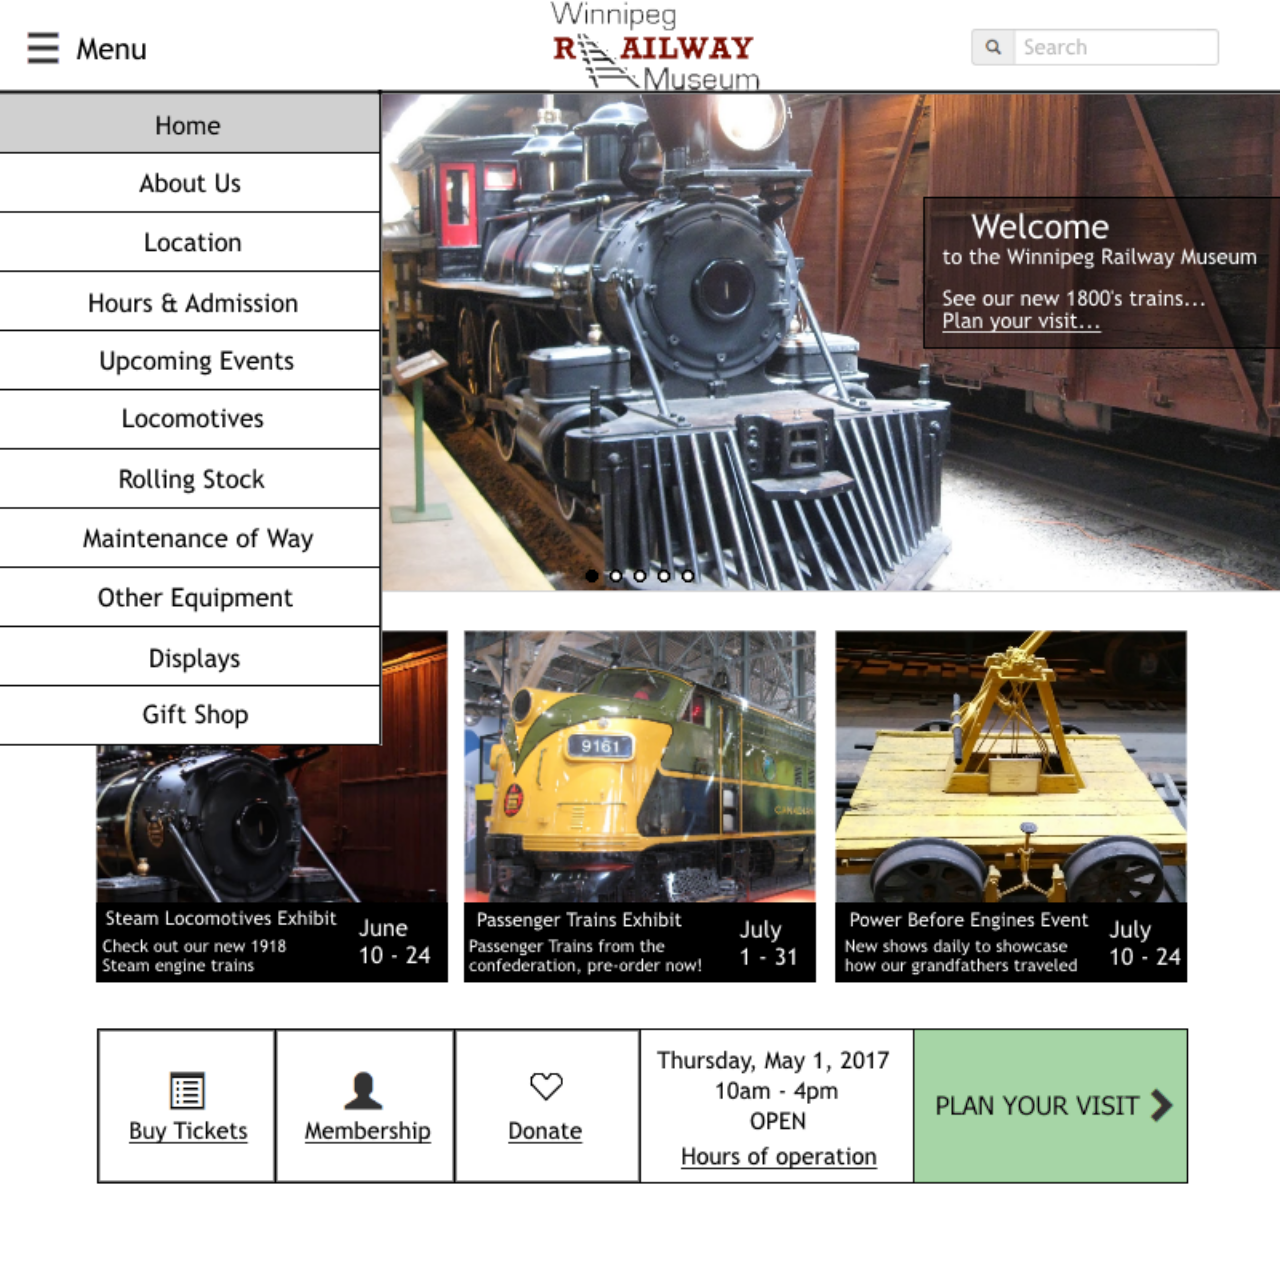 Menu
Winnipeg
RAILWAY
Museum
Search
Home
About Us
Location
Hours & Admission
Upcoming Events
Locomotives
Rolling Stock
Maintenance of Way
Other Equipment
Displays
Gift Shop
Welcome
to the Winnipeg Railway Museum
See our new 1800's trains...
Plan your visit...
9161
Steam Locomotives Exhibit
Check out our new 1918
Steam engine trains
June
10 - 24
Passenger Trains Exhibit
Passenger Trains from the
confederation, pre-order now!
July
1 - 31
Power Before Engines Event
New shows daily to showcase
how our grandfathers traveled
July
10 - 24
Buy Tickets
Membership
Donate
Thursday, May 1, 2017
10am - 4pm
OPEN
Hours of operation
PLAN YOUR VISIT